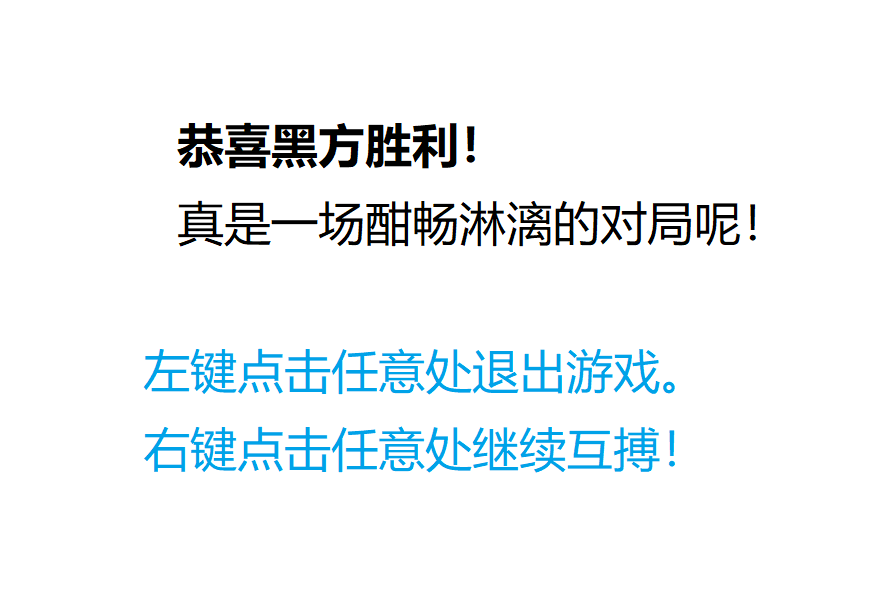 恭喜黑方胜利！
真是一场酣畅淋漓的对局呢！
左键点击任意处退出游戏。
右键点击任意处继续互搏！